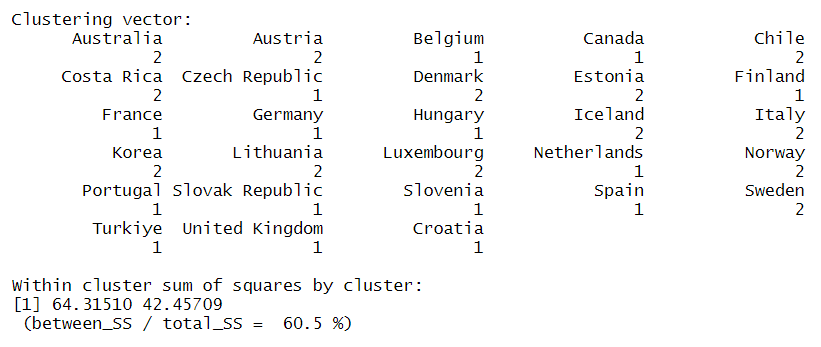 Clustering vector:
Australia Austria Belgium Canada Chile
2 2 1 1 2
Costa Rica Czech Republic Denmark Estonia Finland
2 1 2 2 1
France Germany Hungary Iceland Italy
1 1 1 2 2
Korea Lithuania Luxembourg Netherlands Norway
2 2 2 1 2
Portugal Slovak Republic Slovenia Spain Sweden
1 1 1 1 2
Turkiye United Kingdom Croatia
1 1 1
Within cluster sum of squares by cluster:
[1] 64.31510 42.45709
(between_SS / total_SS =  60.5 %)